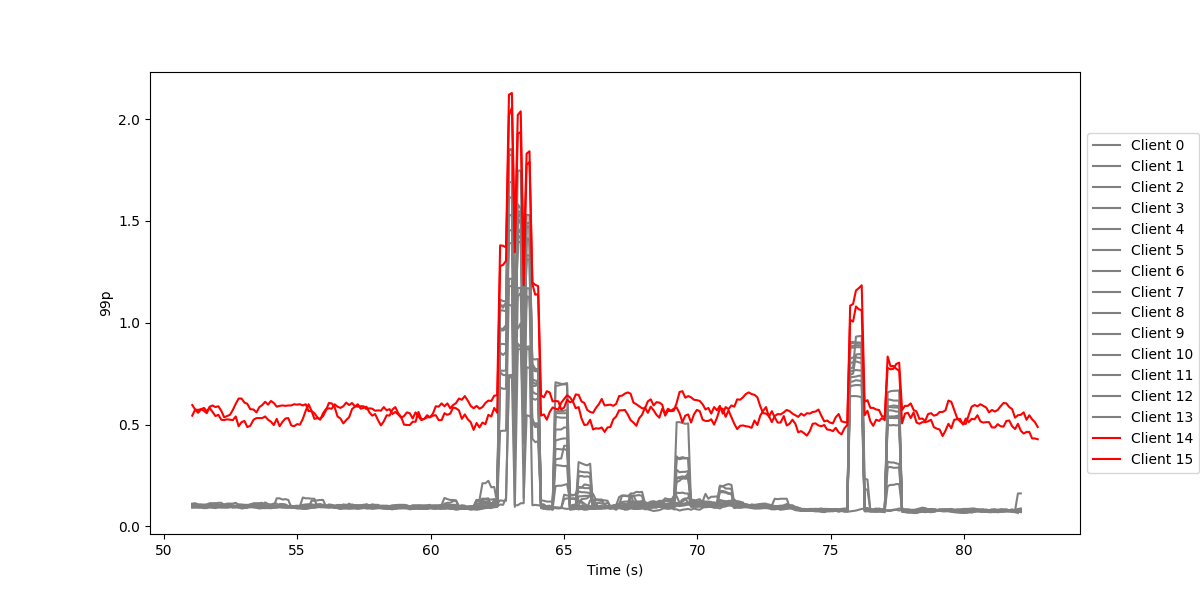 2.0
1.5
1.0
0.5
0.0
99p
50 55 60 65 70 75 80
Time (s)
Client 0
Client 1
Client 2
Client 3
Client 4
Client 5
Client 6
Client 7
Client 8
Client 9
Client 10
Client 11
Client 12
Client 13
Client 14
Client 15